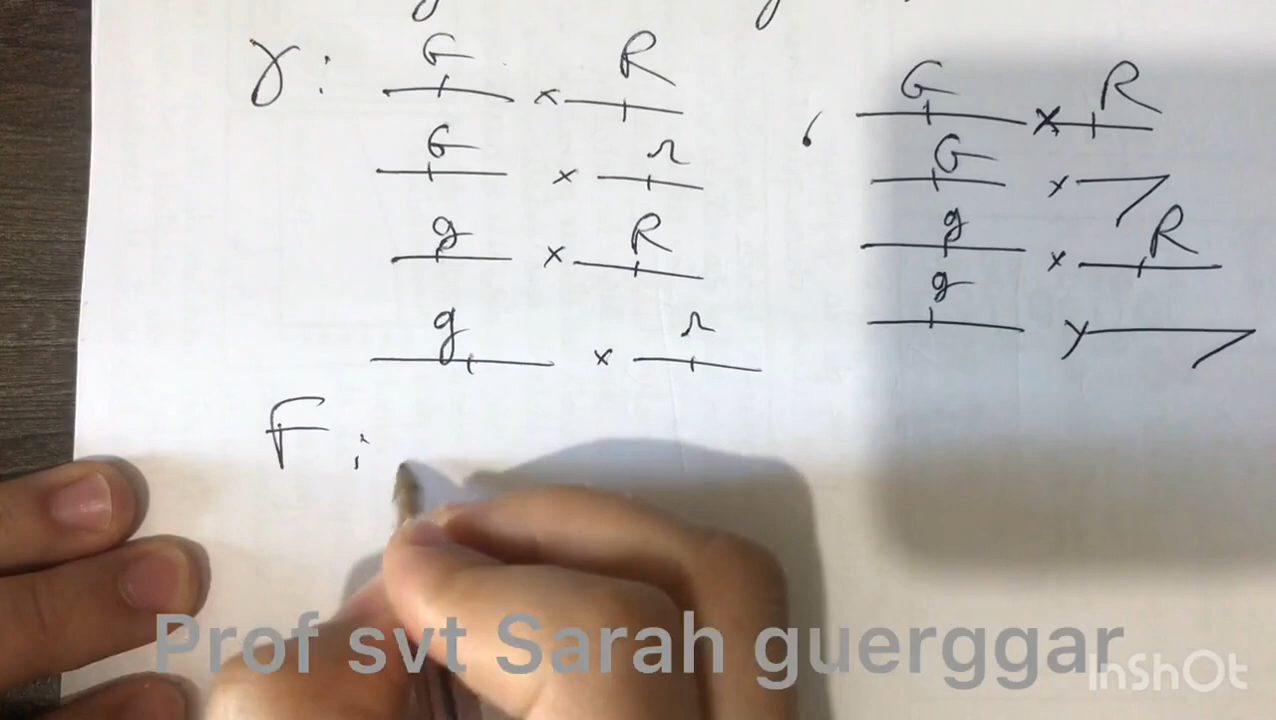 γ: G x R , G x R
G x r G x
g x R g x R
g x r g y
F:
Prof svt Sarah guerggar
InShOt